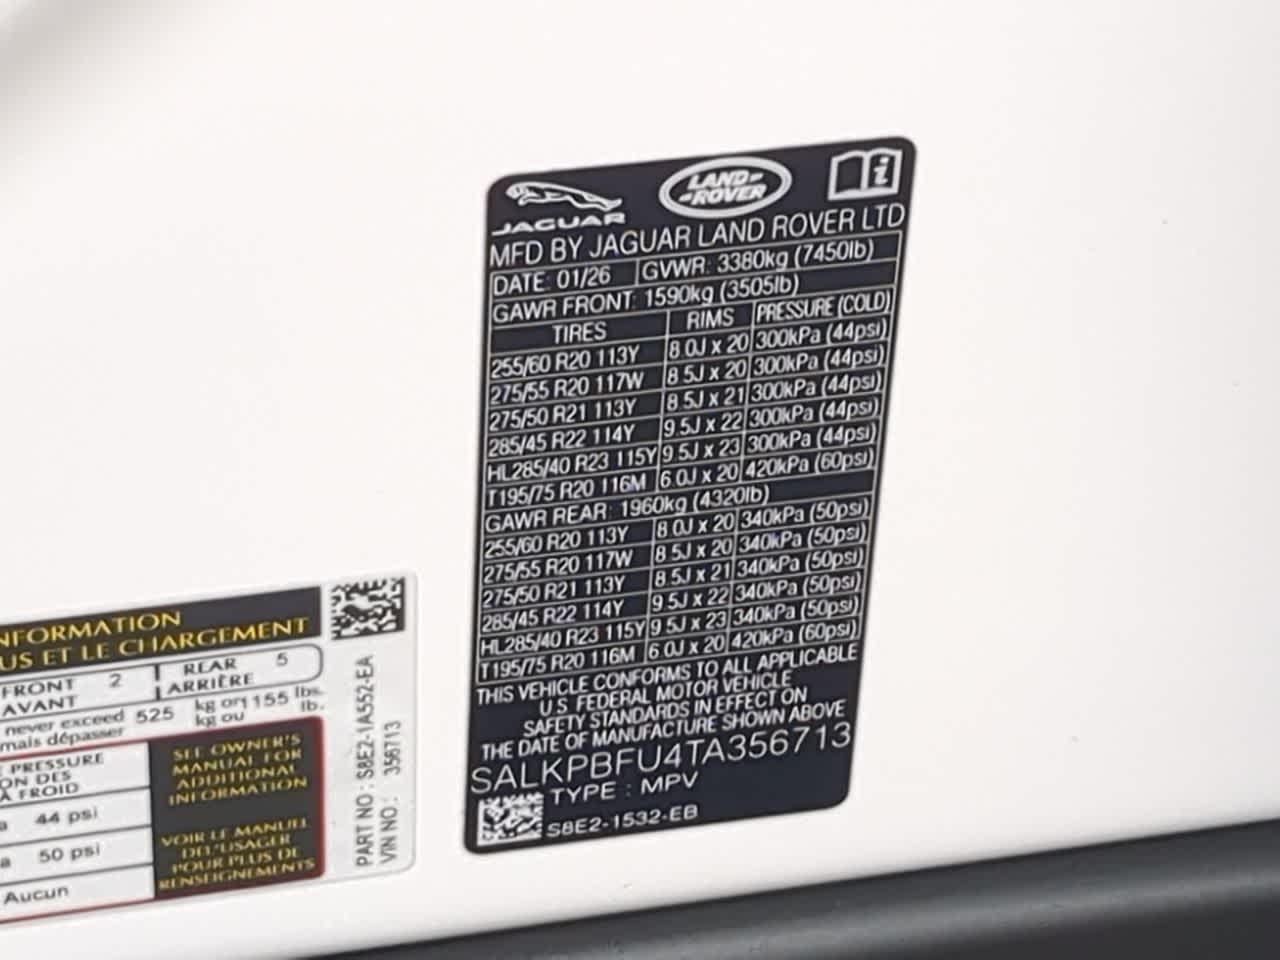 JAGUAR
LAND-
-ROVER
i
MFD BY JAGUAR LAND ROVER LTD
DATE: 01/26 GVWR: 3380kg (7450lb)
GAWR FRONT: 1590kg (3505lb)
TIRES RIMS PRESSURE (COLD)
255/60 R20 113Y 8.0J x 20 300kPa (44psi)
275/55 R20 117W 8.5J x 20 300kPa (44psi)
275/50 R21 113Y 8.5J x 21 300kPa (44psi)
285/45 R22 114Y 9.5J x 22 300kPa (44psi)
HL285/40 R23 115Y 9.5J x 23 300kPa (44psi)
T195/75 R20 116M 6.0J x 20 420kPa (60psi)
GAWR REAR: 1960kg (4320lb)
255/60 R20 113Y 8.0J x 20 340kPa (50psi)
275/55 R20 117W 8.5J x 20 340kPa (50psi)
275/50 R21 113Y 8.5J x 21 340kPa (50psi)
285/45 R22 114Y 9.5J x 22 340kPa (50psi)
HL285/40 R23 115Y 9.5J x 23 340kPa (50psi)
T195/75 R20 116M 6.0J x 20 420kPa (60psi)
THIS VEHICLE CONFORMS TO ALL APPLICABLE
U.S FEDERAL MOTOR VEHICLE
SAFETY STANDARDS IN EFFECT ON
THE DATE OF MANUFACTURE SHOWN ABOVE
SALKPBFU4TA356713
TYPE : MPV
S8E2-1532-EB
NFORMATION
US ET LE CHARGEMENT
FRONT 2 REAR 5
AVANT ARRIÈRE
never exceed 525 kg or 1155 lbs.
mais dépasser kg ou lb.
PRESSURE
ON DES
À FROID
44 psi
50 psi
Aucun
SEE OWNER'S
MANUAL FOR
ADDITIONAL
INFORMATION
VOIR LE MANUEL
DE L'USAGER
POUR PLUS DE
RENSEIGNEMENTS
PART NO : S8E2-1A552-EA
VIN NO.: 356713